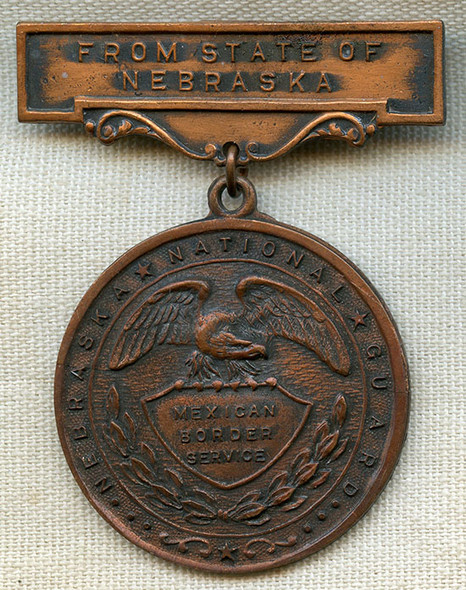 FROM STATE OF
NEBRASKA
NEBRASKA ★ NATIONAL ★ GUARD
MEXICAN
BORDER
SERVICE